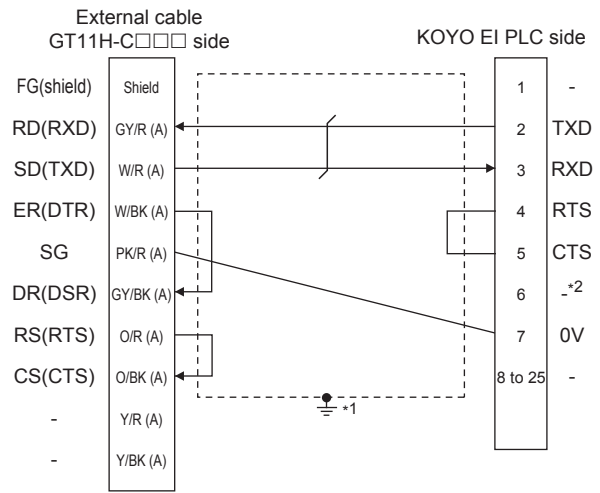 External cable
GT11H-C□□□ side
KOYO EI PLC side
FG(shield) Shield 1 -
RD(RXD) GY/R (A) 2 TXD
SD(TXD) W/R (A) 3 RXD
ER(DTR) W/BK (A) 4 RTS
SG PK/R (A) 5 CTS
DR(DSR) GY/BK (A) 6 -*2
RS(RTS) O/R (A) 7 0V
CS(CTS) O/BK (A) 8 to 25 -
*1
- Y/R (A)
- Y/BK (A)